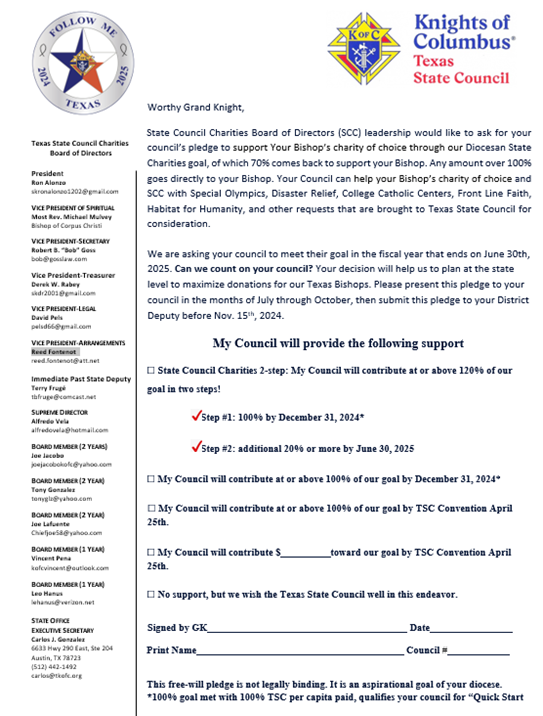 FOLLOW ME
2024
2025
TEXAS
K OF C
Knights of
Columbus®
Texas
State Council
Worthy Grand Knight,
State Council Charities Board of Directors (SCC) leadership would like to ask for your
council's pledge to support Your Bishop's charity of choice through our Diocesan State
Charities goal, of which 70% comes back to support your Bishop. Any amount over 100%
goes directly to your Bishop. Your Council can help your Bishop's charity of choice and
SCC with Special Olympics, Disaster Relief, College Catholic Centers, Front Line Faith,
Habitat for Humanity, and other requests that are brought to Texas State Council for
consideration.
We are asking your council to meet their goal in the fiscal year that ends on June 30th,
2025. Can we count on your council? Your decision will help us to plan at the state
level to maximize donations for our Texas Bishops. Please present this pledge to your
council in the months of July through October, then submit this pledge to your District
Deputy before Nov. 15th, 2024.
My Council will provide the following support
☐ State Council Charities 2-step: My Council will contribute at or above 120% of our
goal in two steps!
✓Step #1: 100% by December 31, 2024*
✓Step #2: additional 20% or more by June 30, 2025
☐ My Council will contribute at or above 100% of our goal by December 31, 2024*
☐ My Council will contribute at or above 100% of our goal by TSC Convention April
25th.
☐ My Council will contribute $__________toward our goal by TSC Convention April
25th.
☐ No support, but we wish the Texas State Council well in this endeavor.
Signed by GK________________________________________ Date________________
Print Name__________________________________________ Council #____________
This free-will pledge is not legally binding. It is an aspirational goal of your diocese.
*100% goal met with 100% TSC per capita paid, qualifies your council for "Quick Start
Texas State Council Charities
Board of Directors
President
Ron Alonzo
skronalonzo1202@gmail.com
VICE PRESIDENT OF SPIRITUAL
Most Rev. Michael Mulvey
Bishop of Corpus Christi
VICE PRESIDENT-SECRETARY
Robert B. "Bob" Goss
bob@gosslaw.com
Vice President-Treasurer
Derek W. Rabey
skdr2001@gmail.com
VICE PRESIDENT-LEGAL
David Pels
pelsd66@gmail.com
VICE PRESIDENT-ARRANGEMENTS
Reed Fontenot
reed.fontenot@att.net
Immediate Past State Deputy
Terry Frugé
tbfruge@comcast.net
SUPREME DIRECTOR
Alfredo Vela
alfredovela@hotmail.com
BOARD MEMBER (2 YEARS)
Joe Jacobo
joejacobokofc@yahoo.com
BOARD MEMBER (2 YEAR)
Tony Gonzalez
tonyglz@yahoo.com
BOARD MEMBER (2 YEAR)
Joe Lafuente
Chiefjoe58@yahoo.com
BOARD MEMBER (1 YEAR)
Vincent Pena
kofcvincent@outlook.com
BOARD MEMBER (1 YEAR)
Leo Hanus
lehanus@verizon.net
STATE OFFICE
EXECUTIVE SECRETARY
Carlos J. Gonzalez
6633 Hwy 290 East, Ste 204
Austin, TX 78723
(512) 442-1492
carlos@tkofc.org